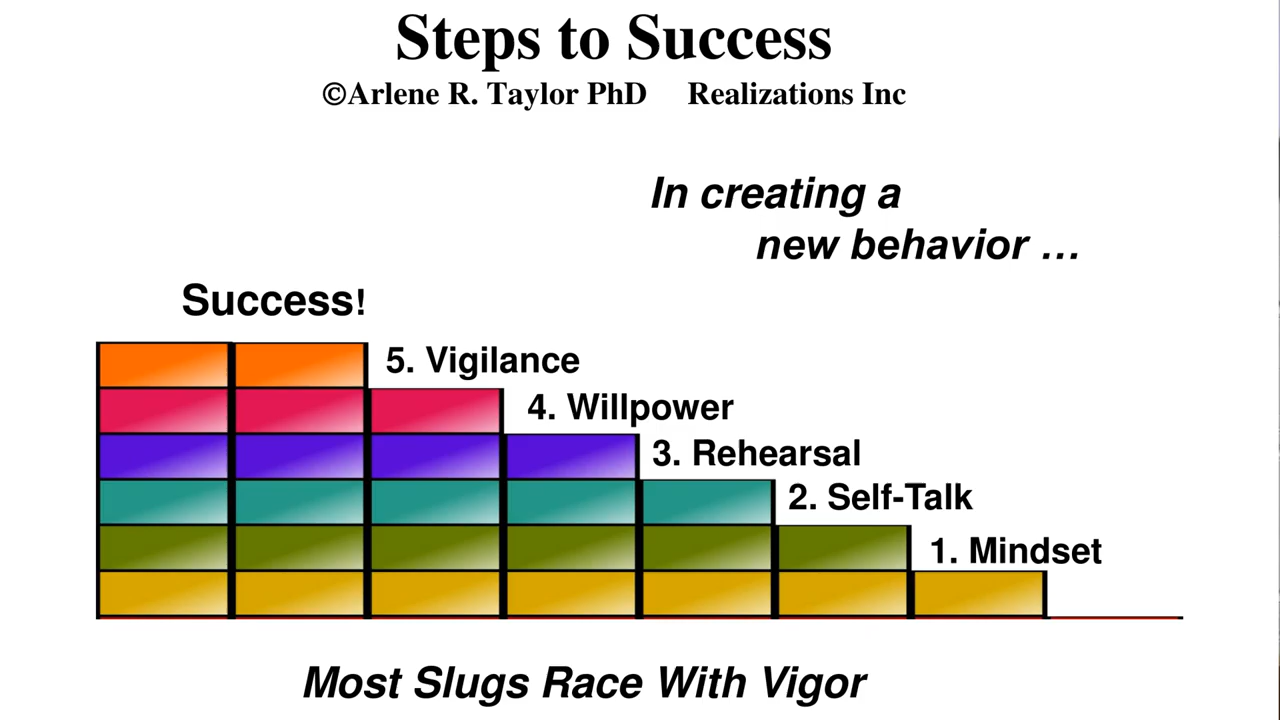 Steps to Success
©Arlene R. Taylor PhD Realizations Inc
In creating a
new behavior …
Success!
5. Vigilance
4. Willpower
3. Rehearsal
2. Self-Talk
1. Mindset
Most Slugs Race With Vigor